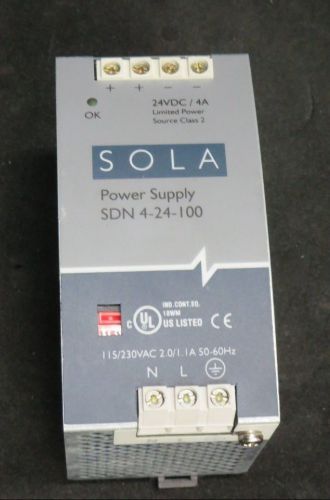 + + − −
24VDC / 4A
Limited Power
Source Class 2
OK
SOLA
Power Supply
SDN 4-24-100
IND.CONT.EQ.
18WM
C UL US LISTED CE
115/230VAC 2.0/1.1A 50-60Hz
N L